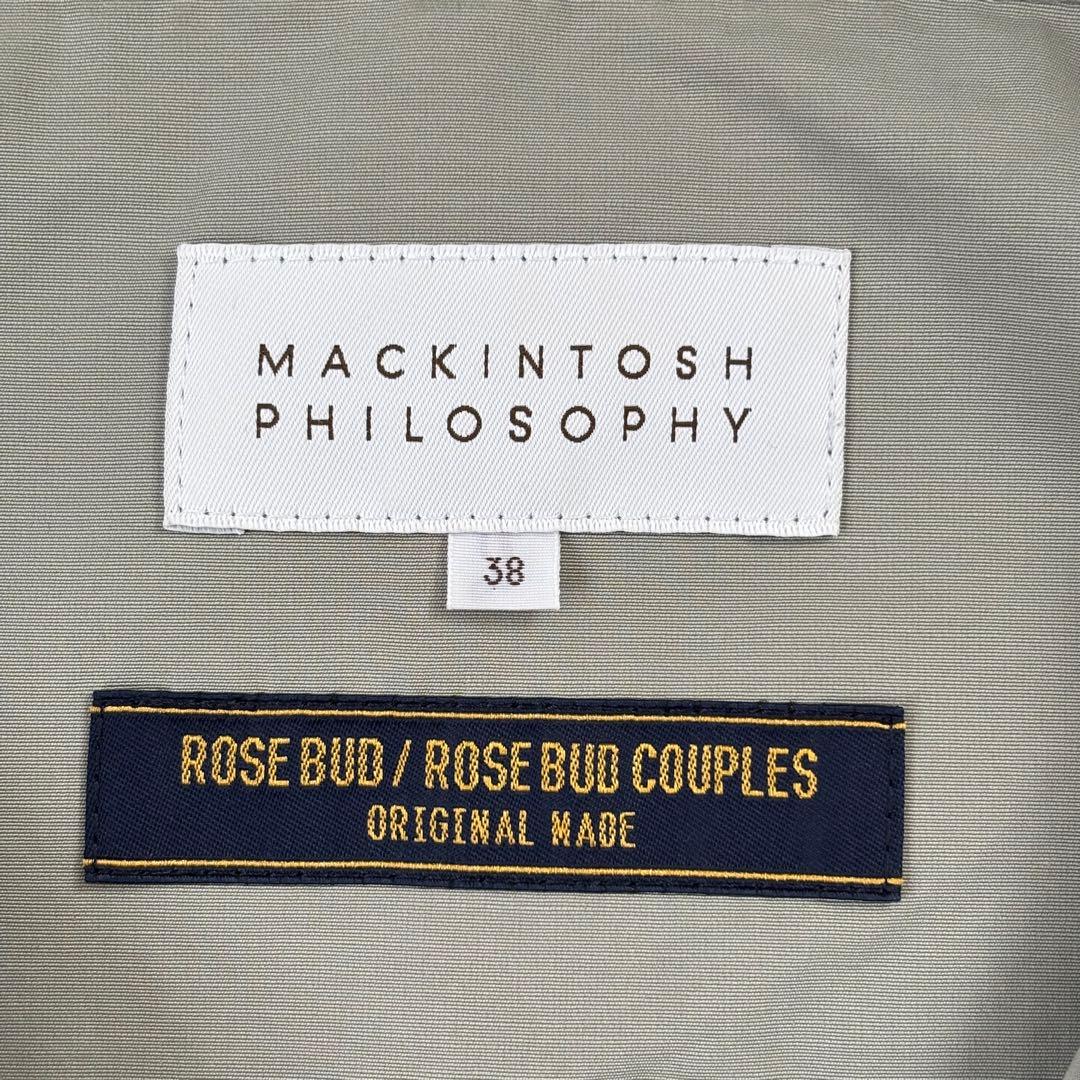 MACKINTOSH
PHILOSOPHY
38
ROSE BUD / ROSE BUD COUPLES
ORIGINAL MADE